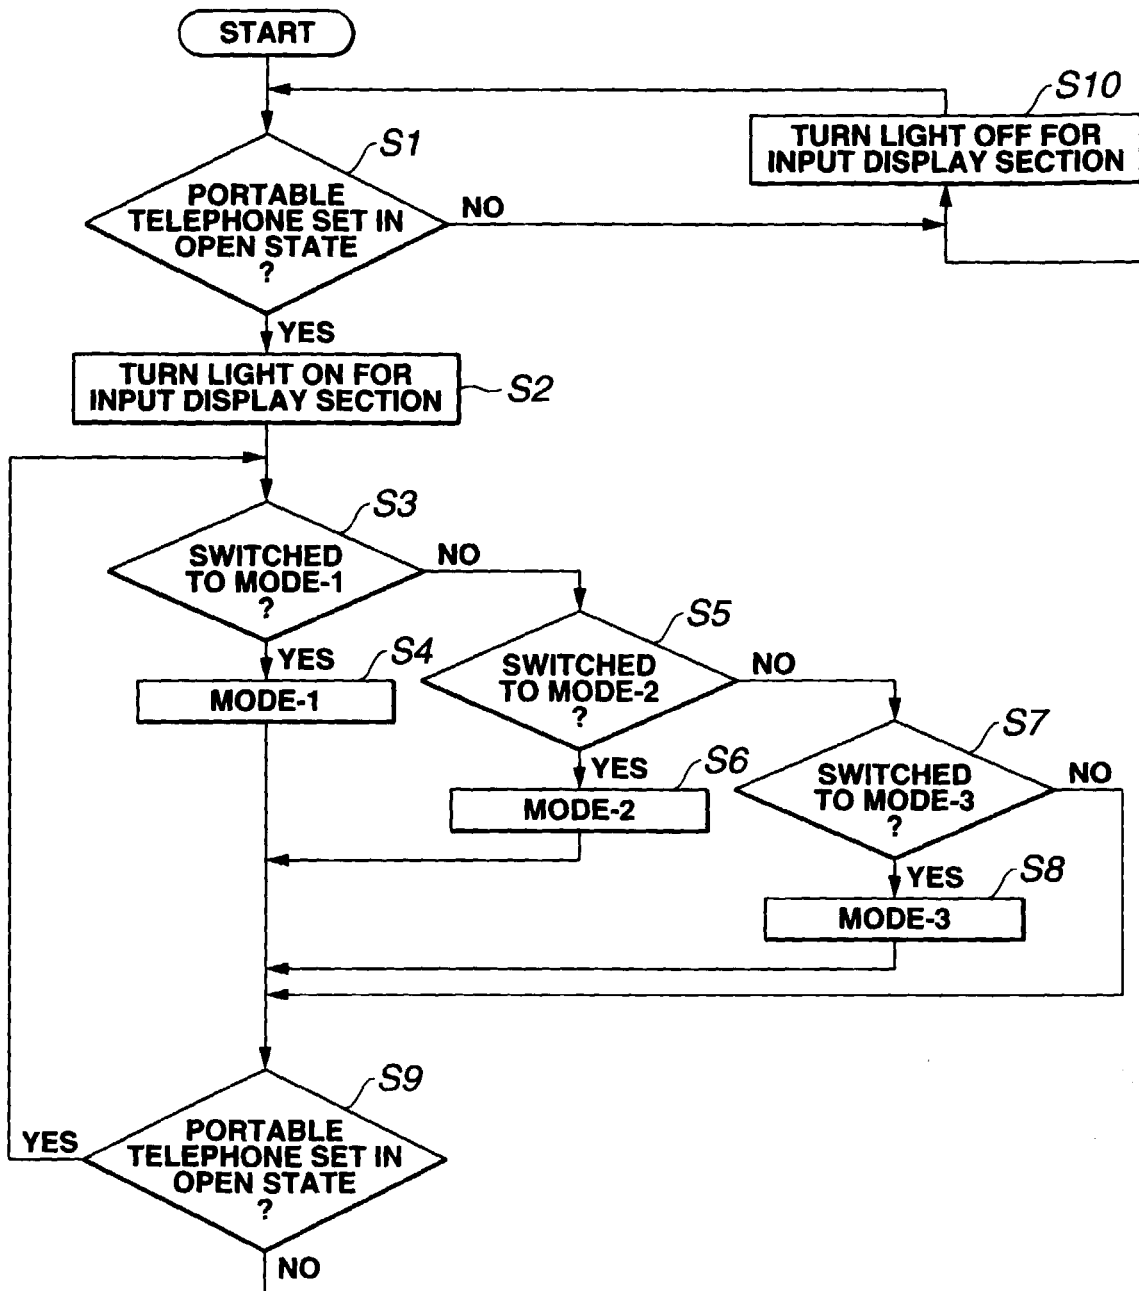 START
S10
TURN LIGHT OFF FOR
INPUT DISPLAY SECTION
S1
PORTABLE
TELEPHONE SET IN
OPEN STATE
?
NO
YES
TURN LIGHT ON FOR
INPUT DISPLAY SECTION
S2
S3
SWITCHED
TO MODE-1
?
NO
YES
S4
MODE-1
S5
SWITCHED
TO MODE-2
?
NO
YES
S6
MODE-2
S7
SWITCHED
TO MODE-3
?
NO
YES
S8
MODE-3
S9
PORTABLE
TELEPHONE SET IN
OPEN STATE
?
YES
NO